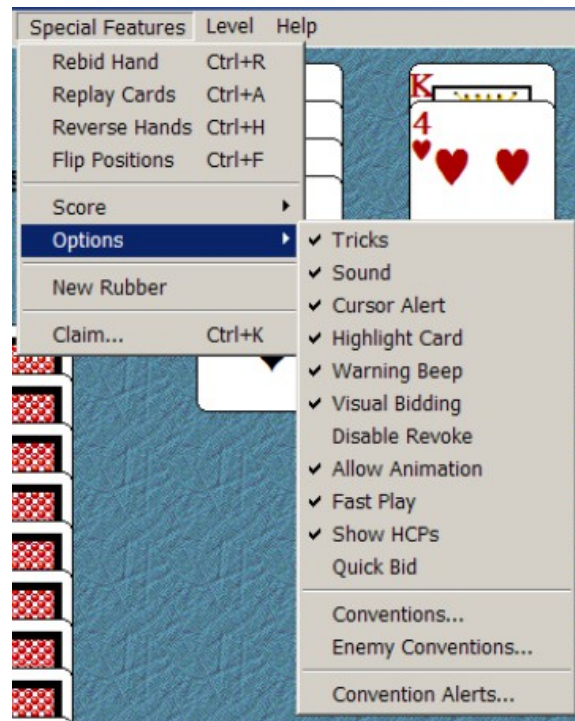 Special Features Level Help
Rebid Hand Ctrl+R
Replay Cards Ctrl+A
Reverse Hands Ctrl+H
Flip Positions Ctrl+F
Score
Options
New Rubber
Claim... Ctrl+K
K
4
Tricks
Sound
Cursor Alert
Highlight Card
Warning Beep
Visual Bidding
Disable Revoke
Allow Animation
Fast Play
Show HCPs
Quick Bid
Conventions...
Enemy Conventions...
Convention Alerts...